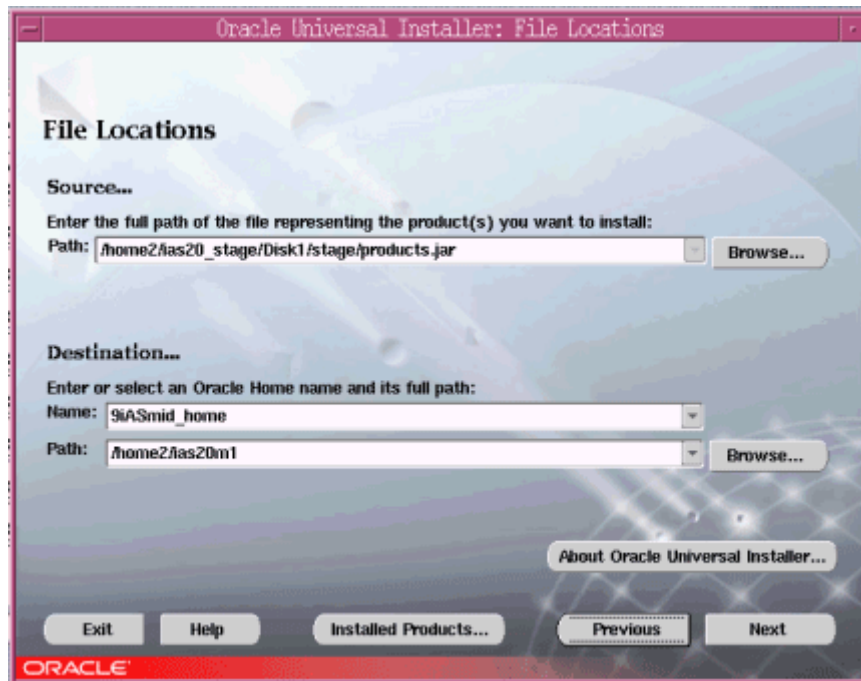 Oracle Universal Installer: File Locations
File Locations
Source...
Enter the full path of the file representing the product(s) you want to install:
Path: /home2/ias20_stage/Disk1/stage/products.jar Browse...
Destination...
Enter or select an Oracle Home name and its full path:
Name: 9iASmid_home
Path: /home2/ias20m1 Browse...
About Oracle Universal Installer...
Exit Help Installed Products... Previous Next
ORACLE